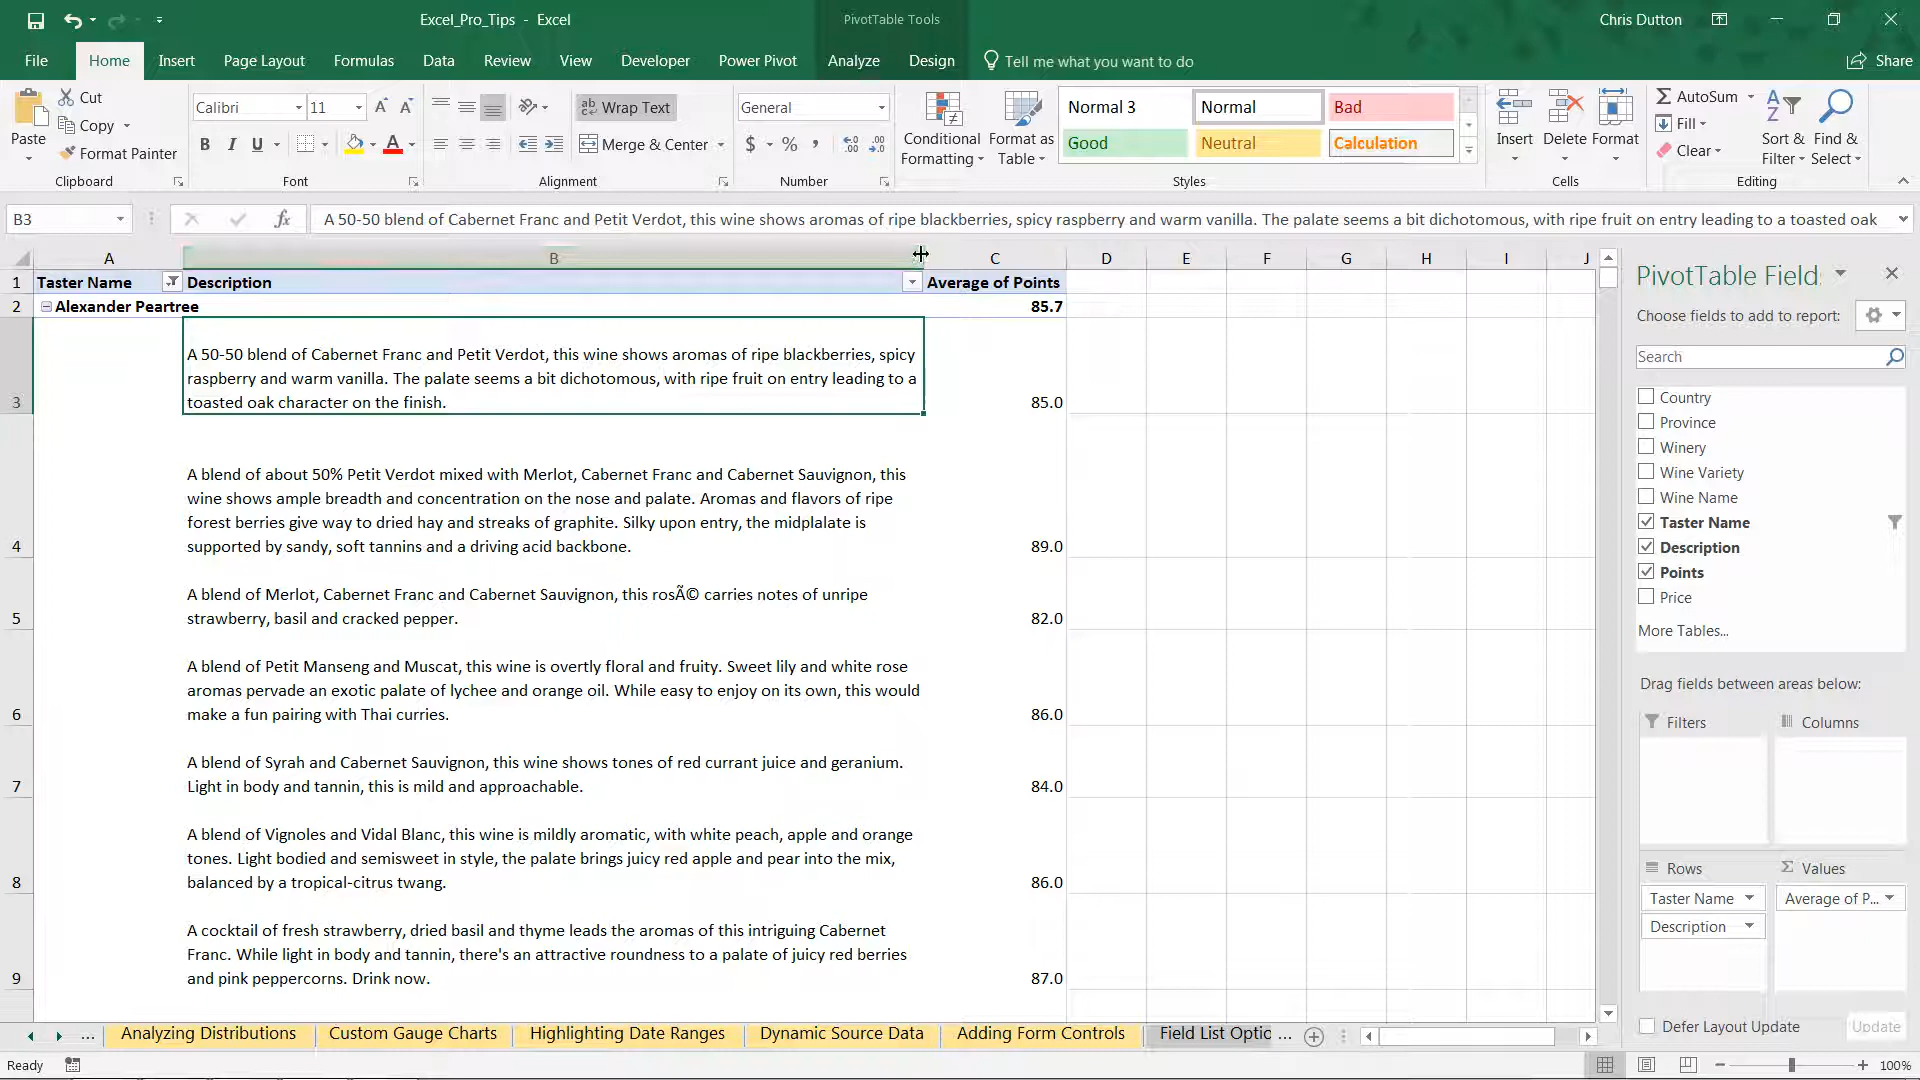 Excel_Pro_Tips - Excel
PivotTable Tools
Chris Dutton
File
Home
Insert
Page Layout
Formulas
Data
Review
View
Developer
Power Pivot
Analyze
Design
Tell me what you want to do
Share
Paste
Cut
Copy
Format Painter
Clipboard
Calibri
11
B I U
Font
Wrap Text
Merge & Center
Alignment
General
$ % ,
Number
Conditional
Formatting
Format as
Table
Normal 3
Normal
Bad
Good
Neutral
Calculation
Styles
Insert
Delete
Format
Cells
AutoSum
Fill
Clear
Sort &
Filter
Find &
Select
Editing
B3
fx
A 50-50 blend of Cabernet Franc and Petit Verdot, this wine shows aromas of ripe blackberries, spicy raspberry and warm vanilla. The palate seems a bit dichotomous, with ripe fruit on entry leading to a toasted oak
A B C D E F G H I J
1 Taster Name Description Average of Points
2 Alexander Peartree 85.7
A 50-50 blend of Cabernet Franc and Petit Verdot, this wine shows aromas of ripe blackberries, spicy
raspberry and warm vanilla. The palate seems a bit dichotomous, with ripe fruit on entry leading to a
3 toasted oak character on the finish. 85.0
A blend of about 50% Petit Verdot mixed with Merlot, Cabernet Franc and Cabernet Sauvignon, this
wine shows ample breadth and concentration on the nose and palate. Aromas and flavors of ripe
forest berries give way to dried hay and streaks of graphite. Silky upon entry, the midplalate is
4 supported by sandy, soft tannins and a driving acid backbone. 89.0
A blend of Merlot, Cabernet Franc and Cabernet Sauvignon, this rosÃ© carries notes of unripe
5 strawberry, basil and cracked pepper. 82.0
A blend of Petit Manseng and Muscat, this wine is overtly floral and fruity. Sweet lily and white rose
aromas pervade an exotic palate of lychee and orange oil. While easy to enjoy on its own, this would
6 make a fun pairing with Thai curries. 86.0
A blend of Syrah and Cabernet Sauvignon, this wine shows tones of red currant juice and geranium.
7 Light in body and tannin, this is mild and approachable. 84.0
A blend of Vignoles and Vidal Blanc, this wine is mildly aromatic, with white peach, apple and orange
tones. Light bodied and semisweet in style, the palate brings juicy red apple and pear into the mix,
8 balanced by a tropical-citrus twang. 86.0
A cocktail of fresh strawberry, dried basil and thyme leads the aromas of this intriguing Cabernet
Franc. While light in body and tannin, there's an attractive roundness to a palate of juicy red berries
9 and pink peppercorns. Drink now. 87.0
PivotTable Field
Choose fields to add to report:
Search
Country
Province
Winery
Wine Variety
Wine Name
Taster Name
Description
Points
Price
More Tables...
Drag fields between areas below:
Filters
Columns
Rows
Values
Taster Name
Average of P...
Description
Defer Layout Update
Update
...
Analyzing Distributions
Custom Gauge Charts
Highlighting Date Ranges
Dynamic Source Data
Adding Form Controls
Field List Optio ...
Ready
100%